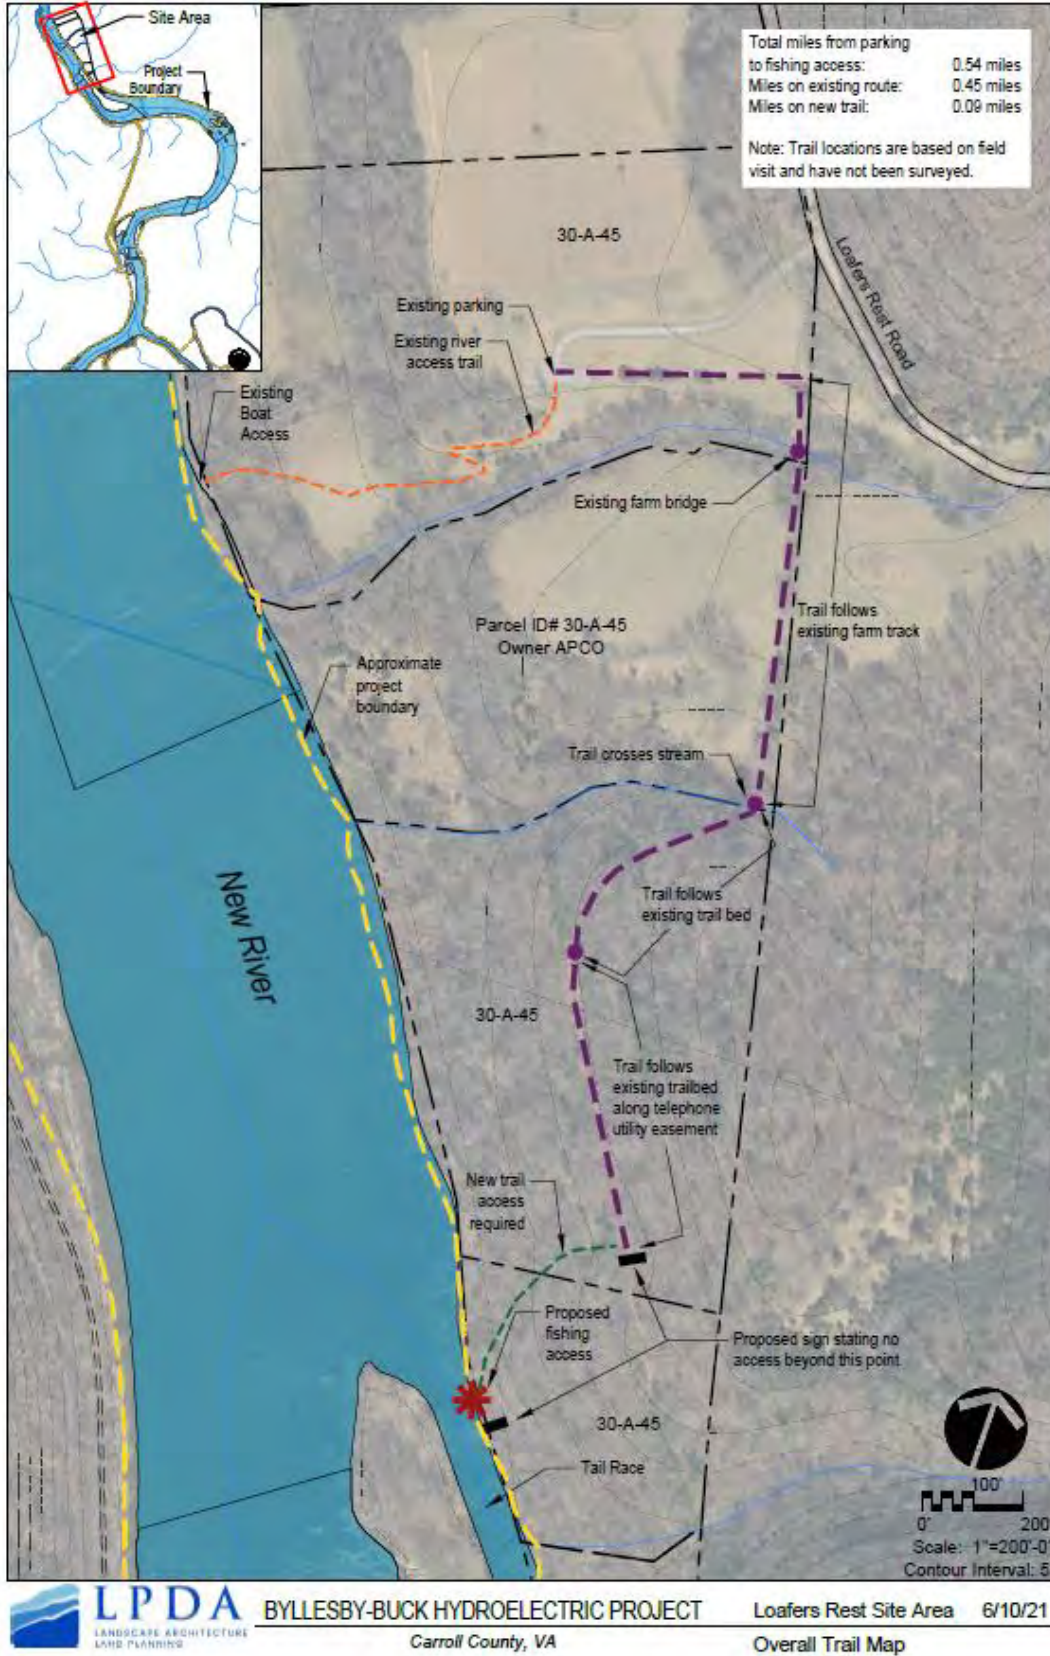 Site Area
Project
Boundary
Total miles from parking
to fishing access: 0.54 miles
Miles on existing route: 0.45 miles
Miles on new trail: 0.09 miles
Note: Trail locations are based on field
visit and have not been surveyed.
30-A-45
Loafers Rest Road
Existing parking
Existing river
access trail
Existing
Boat
Access
Existing farm bridge
Trail follows
existing farm track
Parcel ID# 30-A-45
Owner APCO
Approximate
project
boundary
Trail crosses stream
New River
Trail follows
existing trail bed
30-A-45
Trail follows
existing trailbed
along telephone
utility easement
New trail
access
required
Proposed
fishing
access
Proposed sign stating no
access beyond this point
30-A-45
Tail Race
100'
0' 200
Scale: 1"=200'-0
Contour Interval: 5
LPDA
LANDSCAPE ARCHITECTURE
LAND PLANNING
BYLLESBY-BUCK HYDROELECTRIC PROJECT
Carroll County, VA
Loafers Rest Site Area 6/10/21
Overall Trail Map